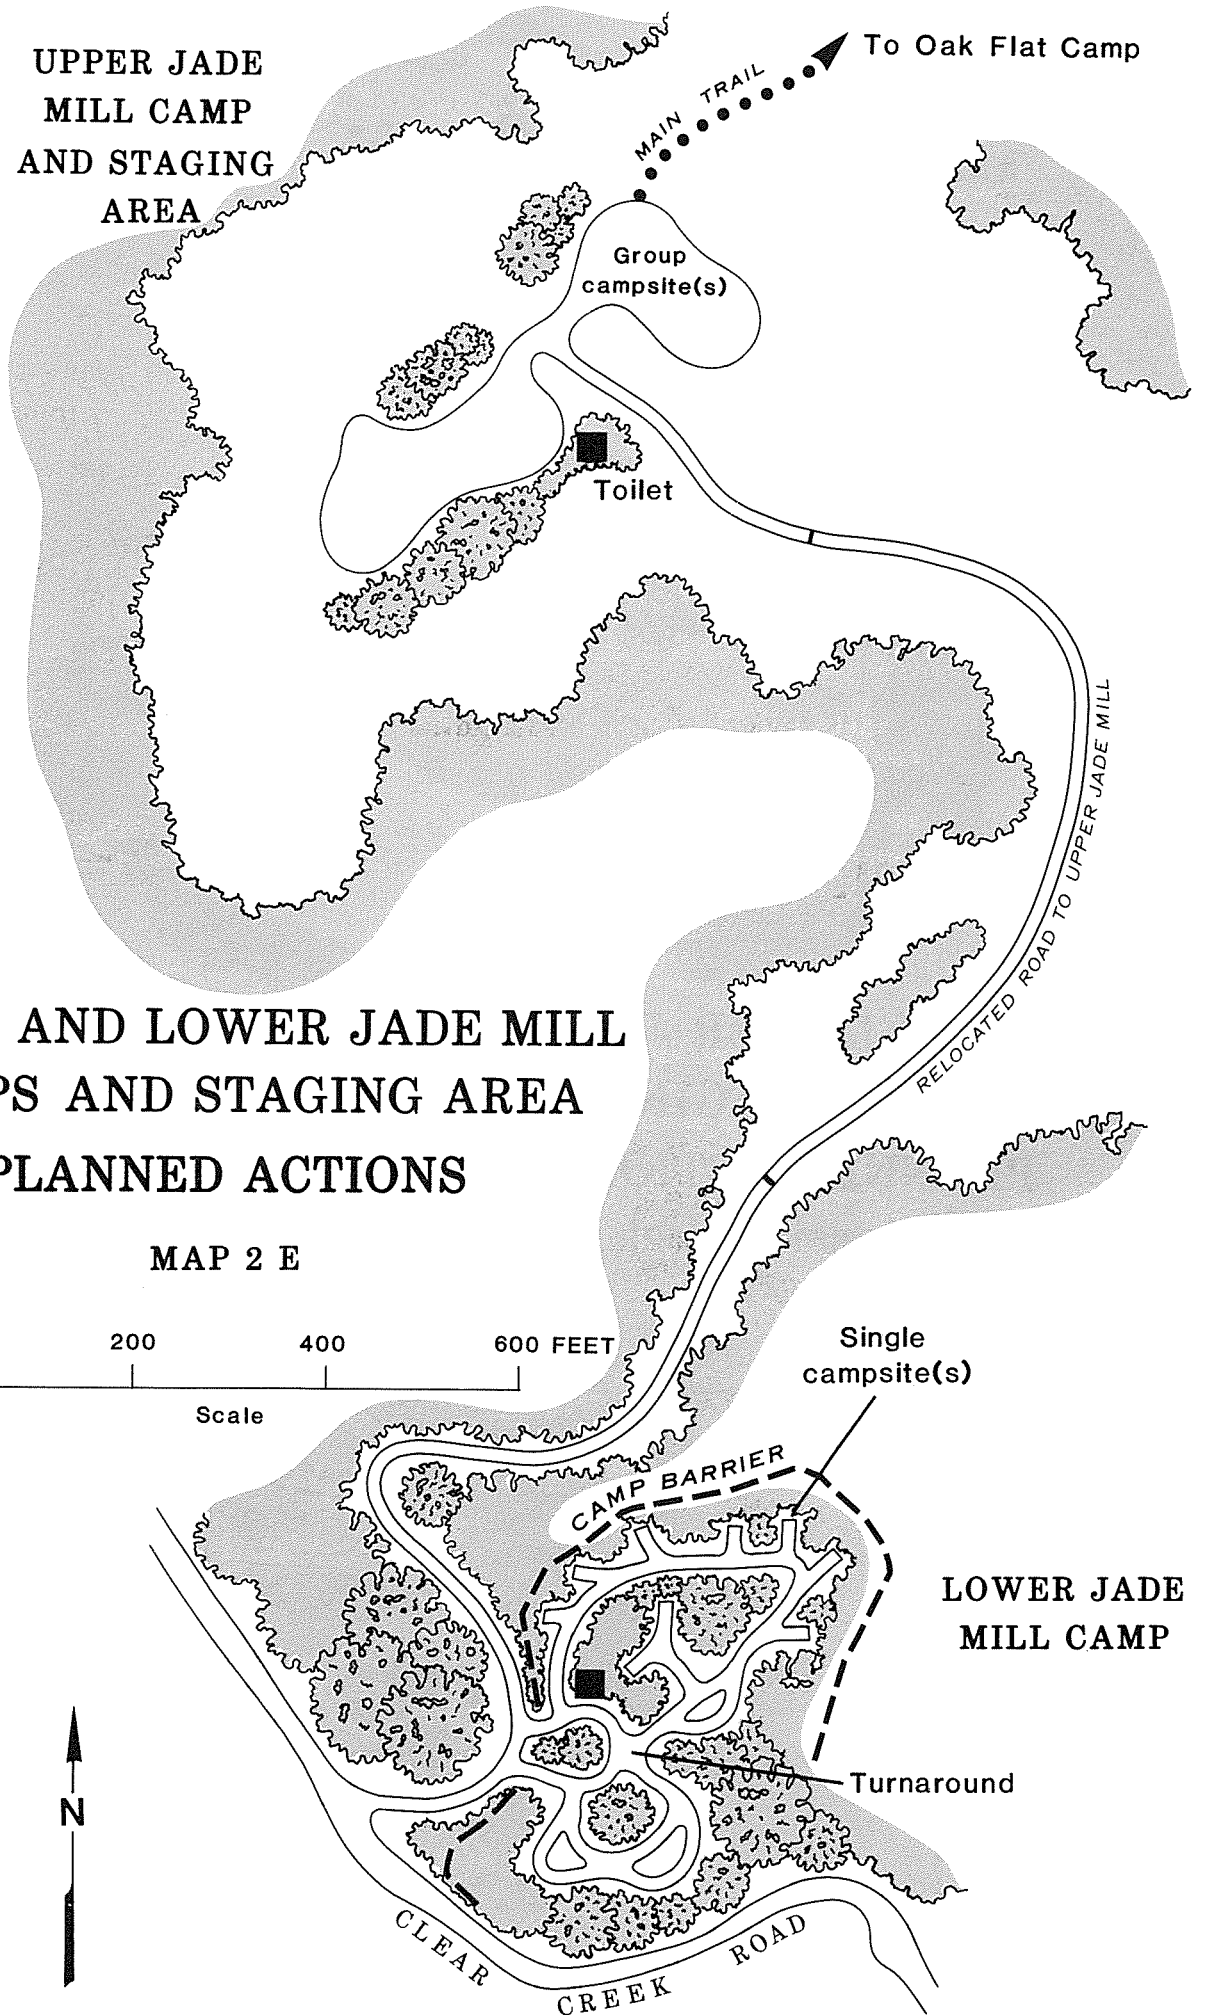 UPPER JADE
MILL CAMP
AND STAGING
AREA
MAIN TRAIL
To Oak Flat Camp
Group
campsite(s)
Toilet
RELOCATED ROAD TO UPPER JADE MILL
AND LOWER JADE MILL
PS AND STAGING AREA
PLANNED ACTIONS
MAP 2 E
200 400 600 FEET
Scale
Single
campsite(s)
CAMP BARRIER
LOWER JADE
MILL CAMP
Turnaround
N
CLEAR CREEK ROAD